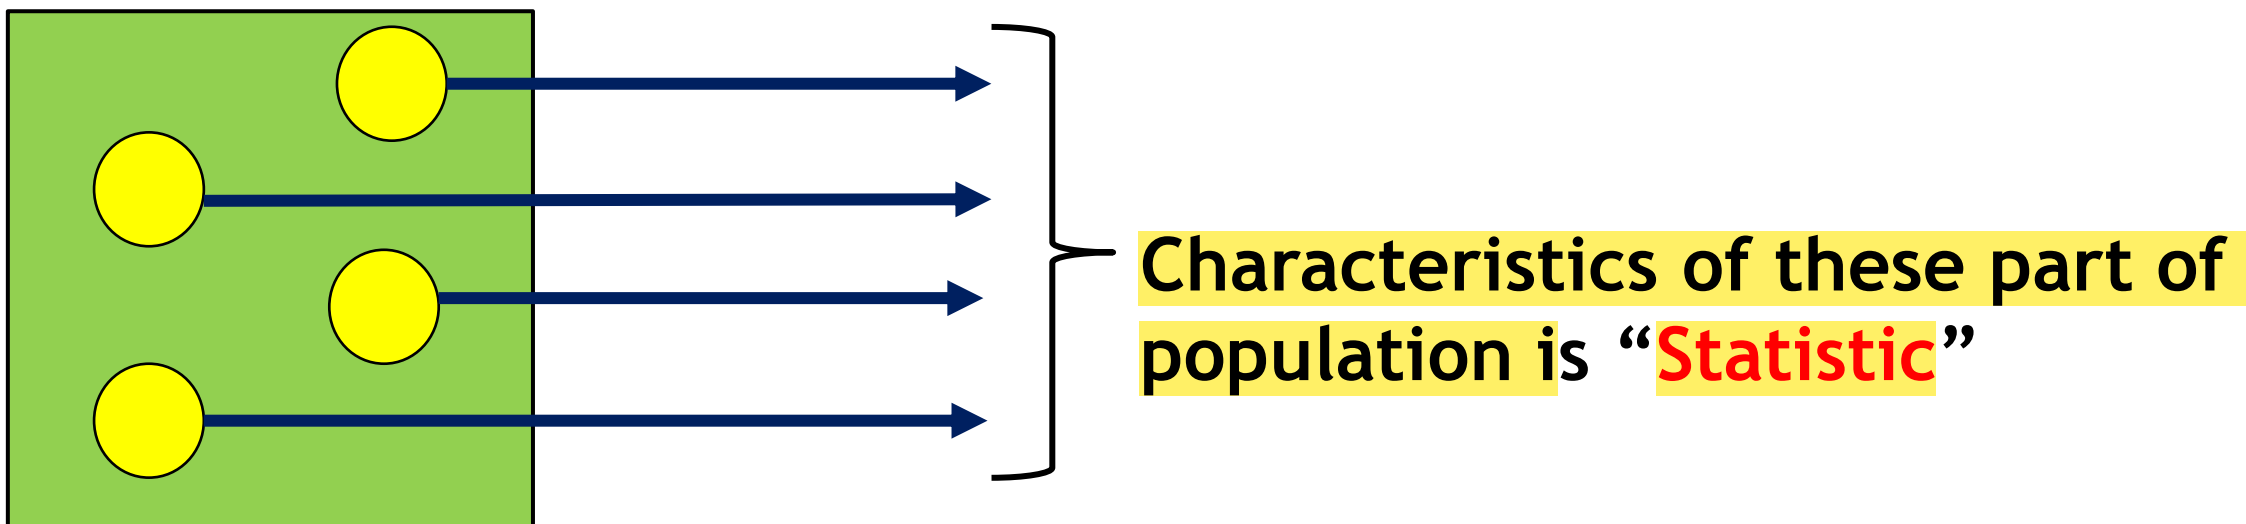 Characteristics of these part of
population is “Statistic”